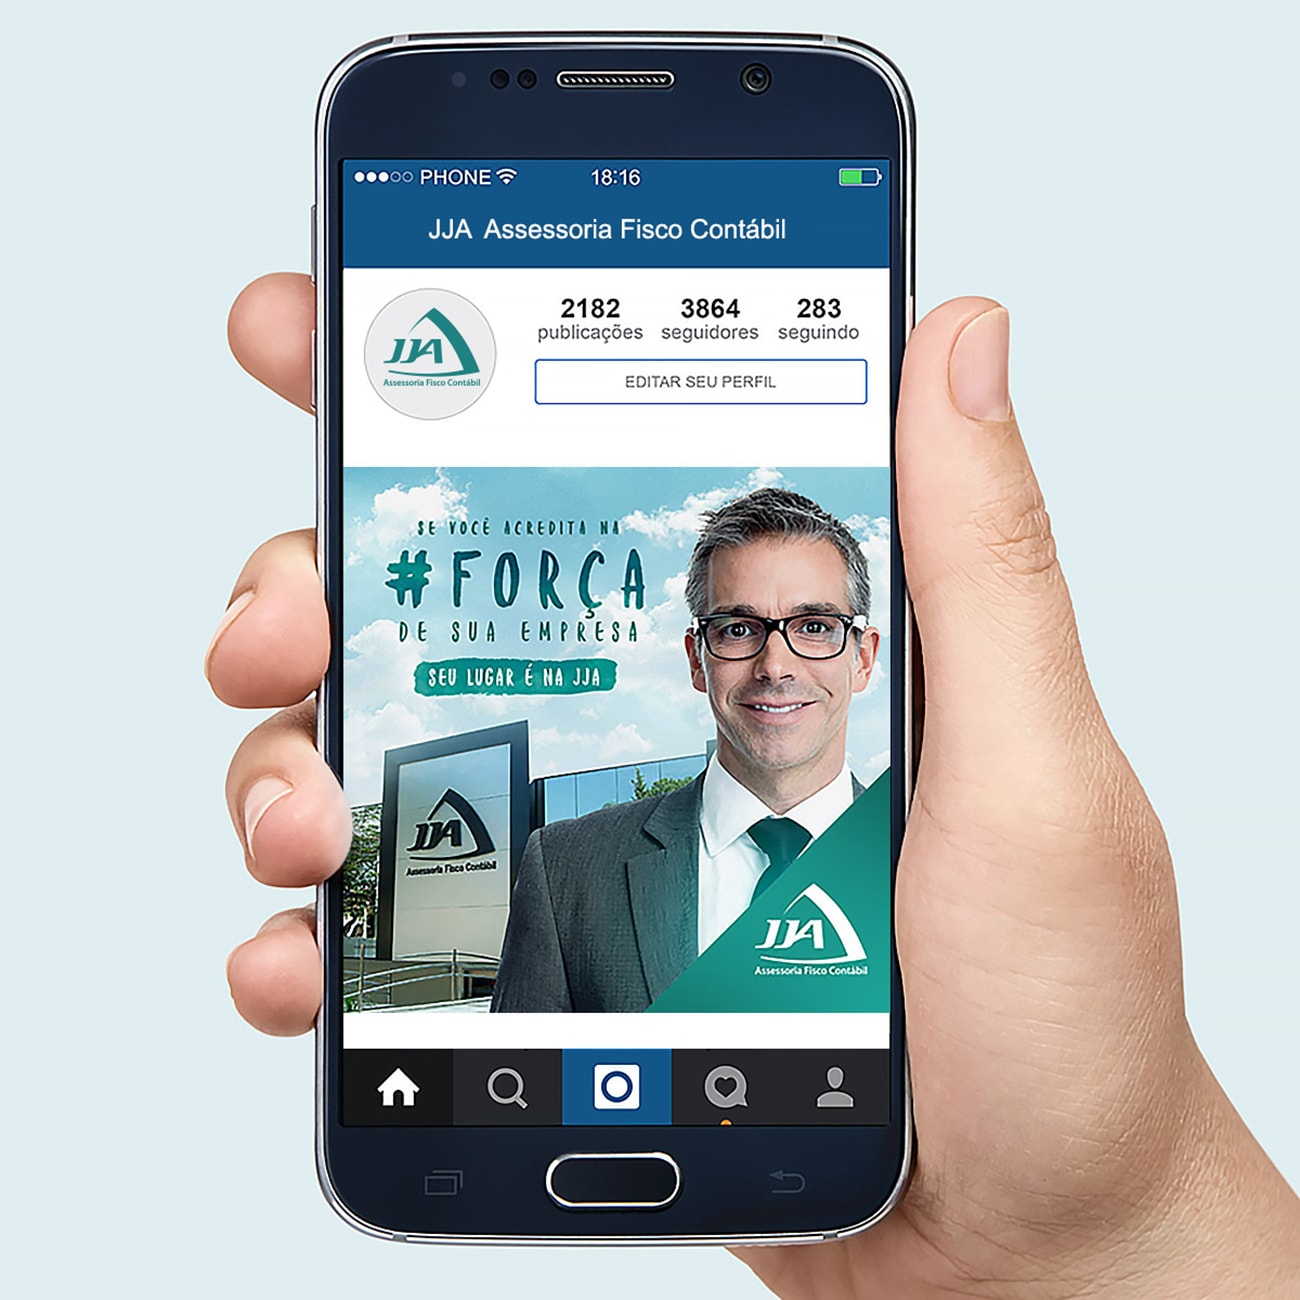 PHONE 18:16
JJA Assessoria Fisco Contábil
2182 3864 283
publicações seguidores seguindo
EDITAR SEU PERFIL
JJA
Assessoria Fisco Contábil
SE VOCÊ ACREDITA NA
#FORÇA
DE SUA EMPRESA
SEU LUGAR É NA JJA
JJA
Assessoria Fisco Contábil
JJA
Assessoria Fisco Contábil